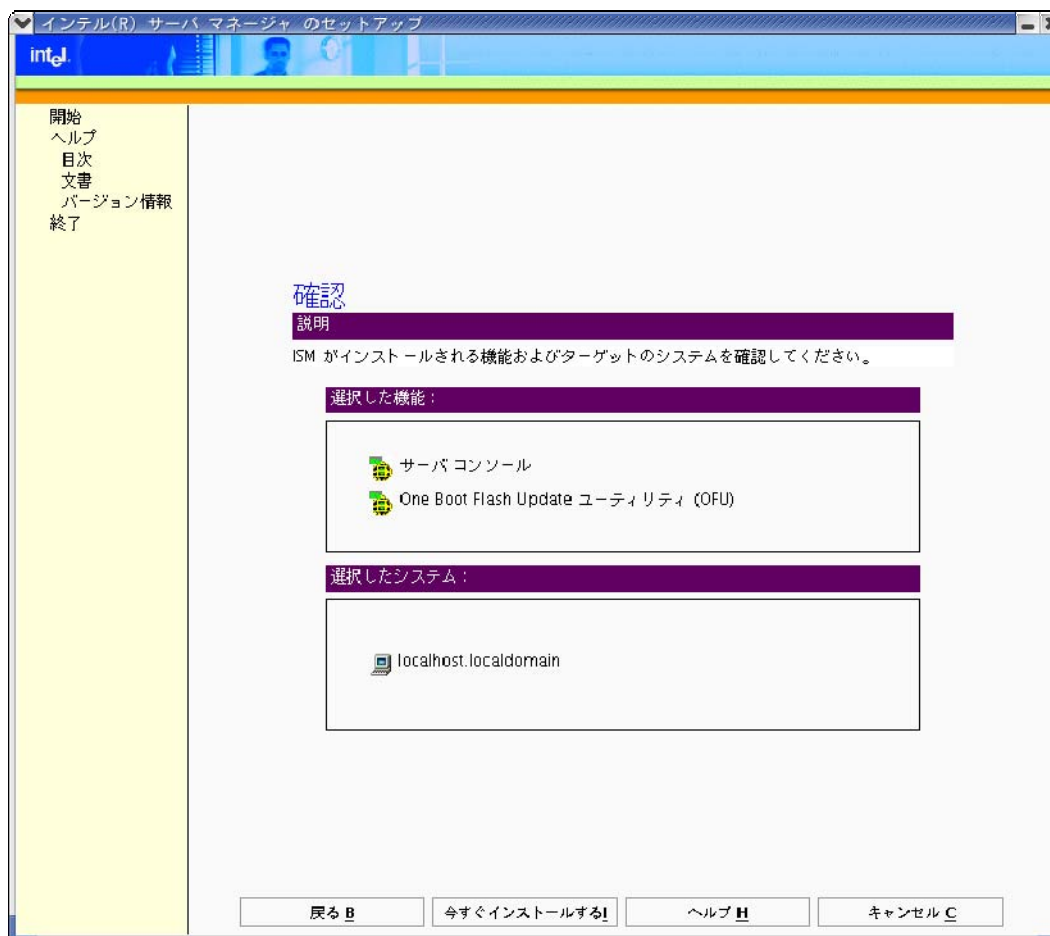 インテル(R) サーバ マネージャ のセットアップ
intel.
開始
ヘルプ
目次
文書
バージョン情報
終了
確認
説明
ISM がインストールされる機能およびターゲットのシステムを確認してください。
選択した機能：
サーバ コンソール
One Boot Flash Update ユーティリティ (OFU)
選択したシステム：
localhost.localdomain
戻る B
今すぐインストールするI
ヘルプ H
キャンセル C